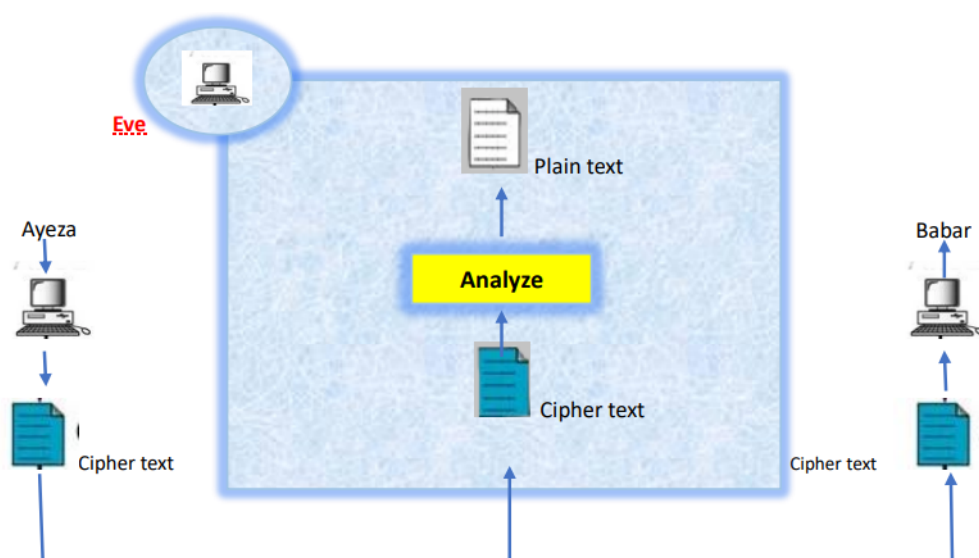 Eve
Plain text
Ayeza
Babar
Analyze
Cipher text
Cipher text
Cipher text